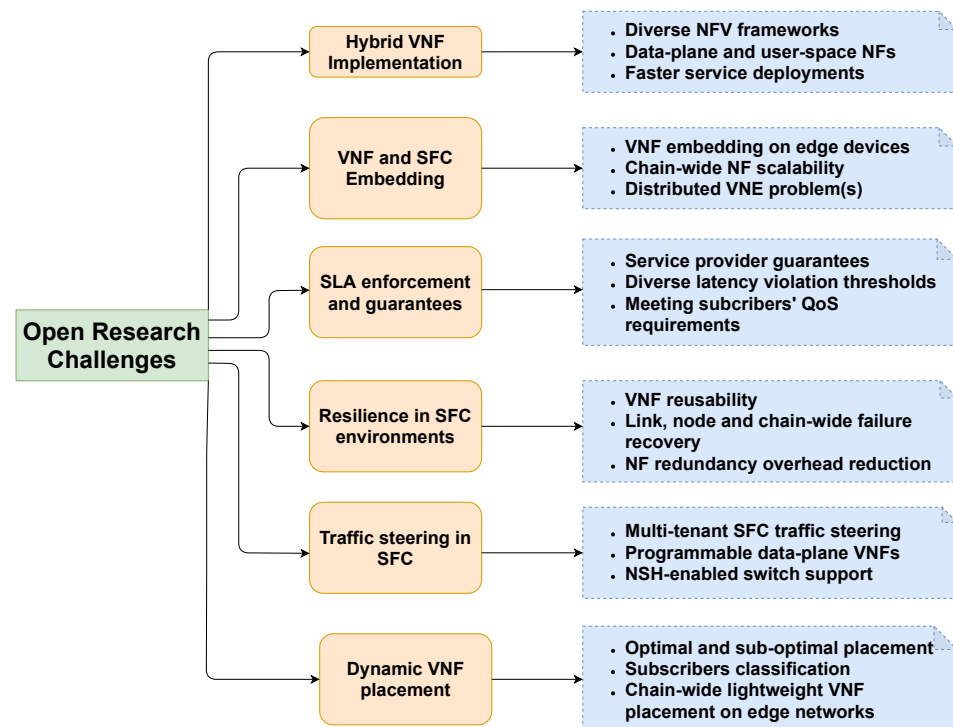 Open Research
Challenges
Hybrid VNF
Implementation
• Diverse NFV frameworks
• Data-plane and user-space NFs
• Faster service deployments
VNF and SFC
Embedding
• VNF embedding on edge devices
• Chain-wide NF scalability
• Distributed VNE problem(s)
SLA enforcement
and guarantees
• Service provider guarantees
• Diverse latency violation thresholds
• Meeting subcribers' QoS
requirements
Resilience in SFC
environments
• VNF reusability
• Link, node and chain-wide failure
recovery
• NF redundancy overhead reduction
Traffic steering in
SFC
• Multi-tenant SFC traffic steering
• Programmable data-plane VNFs
• NSH-enabled switch support
Dynamic VNF
placement
• Optimal and sub-optimal placement
• Subscribers classification
• Chain-wide lightweight VNF
placement on edge networks